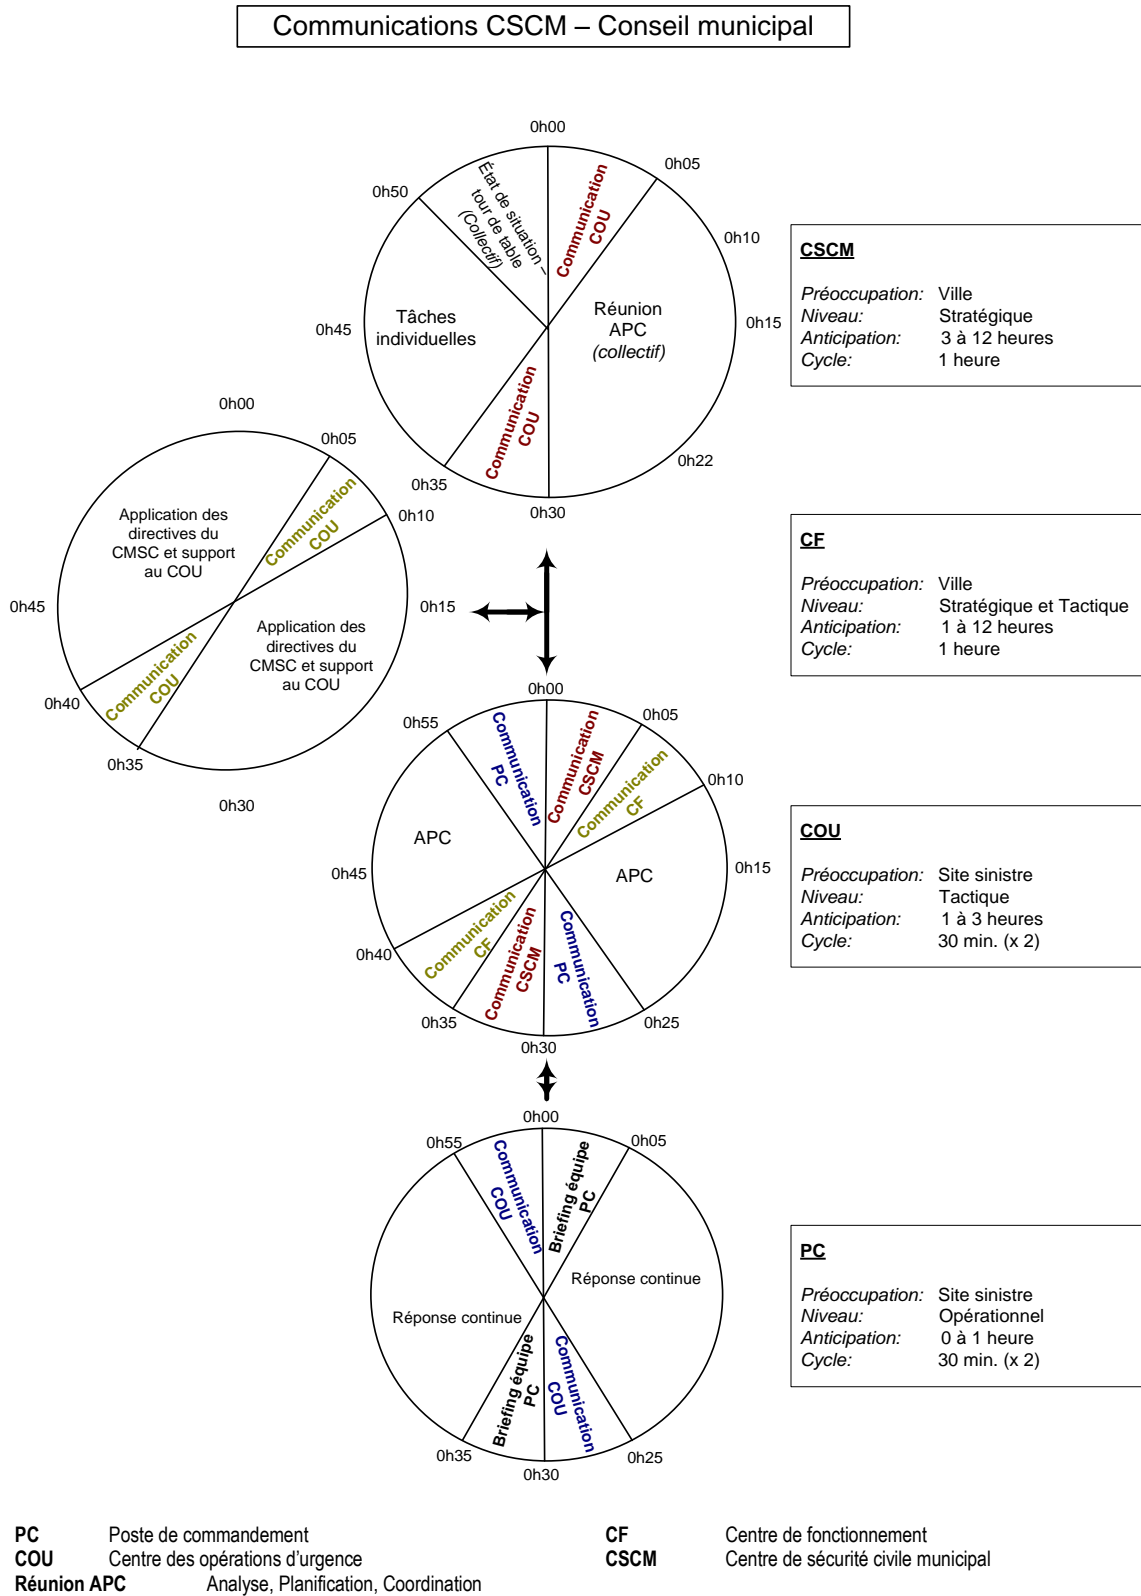 Communications CSCM – Conseil municipal
0h00
0h05
0h10
0h15
0h22
0h30
0h35
0h45
0h50
État de situation –
tour de table
(Collectif)
Communication
COU
Réunion
APC
(collectif)
Tâches
individuelles
Communication
COU
CSCM
Préoccupation: Ville
Niveau: Stratégique
Anticipation: 3 à 12 heures
Cycle: 1 heure
0h00
0h05
0h10
0h15
0h30
0h35
0h40
0h45
Application des
directives du
CMSC et support
au COU
Communication
COU
Application des
directives du
CMSC et support
au COU
Communication
COU
CF
Préoccupation: Ville
Niveau: Stratégique et Tactique
Anticipation: 1 à 12 heures
Cycle: 1 heure
0h00
0h05
0h10
0h15
0h25
0h30
0h35
0h40
0h45
0h55
Communication
PC
Communication
CSCM
Communication
CF
APC
APC
Communication
CF
Communication
CSCM
Communication
PC
COU
Préoccupation: Site sinistre
Niveau: Tactique
Anticipation: 1 à 3 heures
Cycle: 30 min. (x 2)
0h00
0h05
0h25
0h30
0h35
0h55
Communication
COU
Briefing équipe
PC
Réponse continue
Réponse continue
Briefing équipe
PC
Communication
COU
PC
Préoccupation: Site sinistre
Niveau: Opérationnel
Anticipation: 0 à 1 heure
Cycle: 30 min. (x 2)
PC Poste de commandement
COU Centre des opérations d'urgence
Réunion APC Analyse, Planification, Coordination
CF Centre de fonctionnement
CSCM Centre de sécurité civile municipal